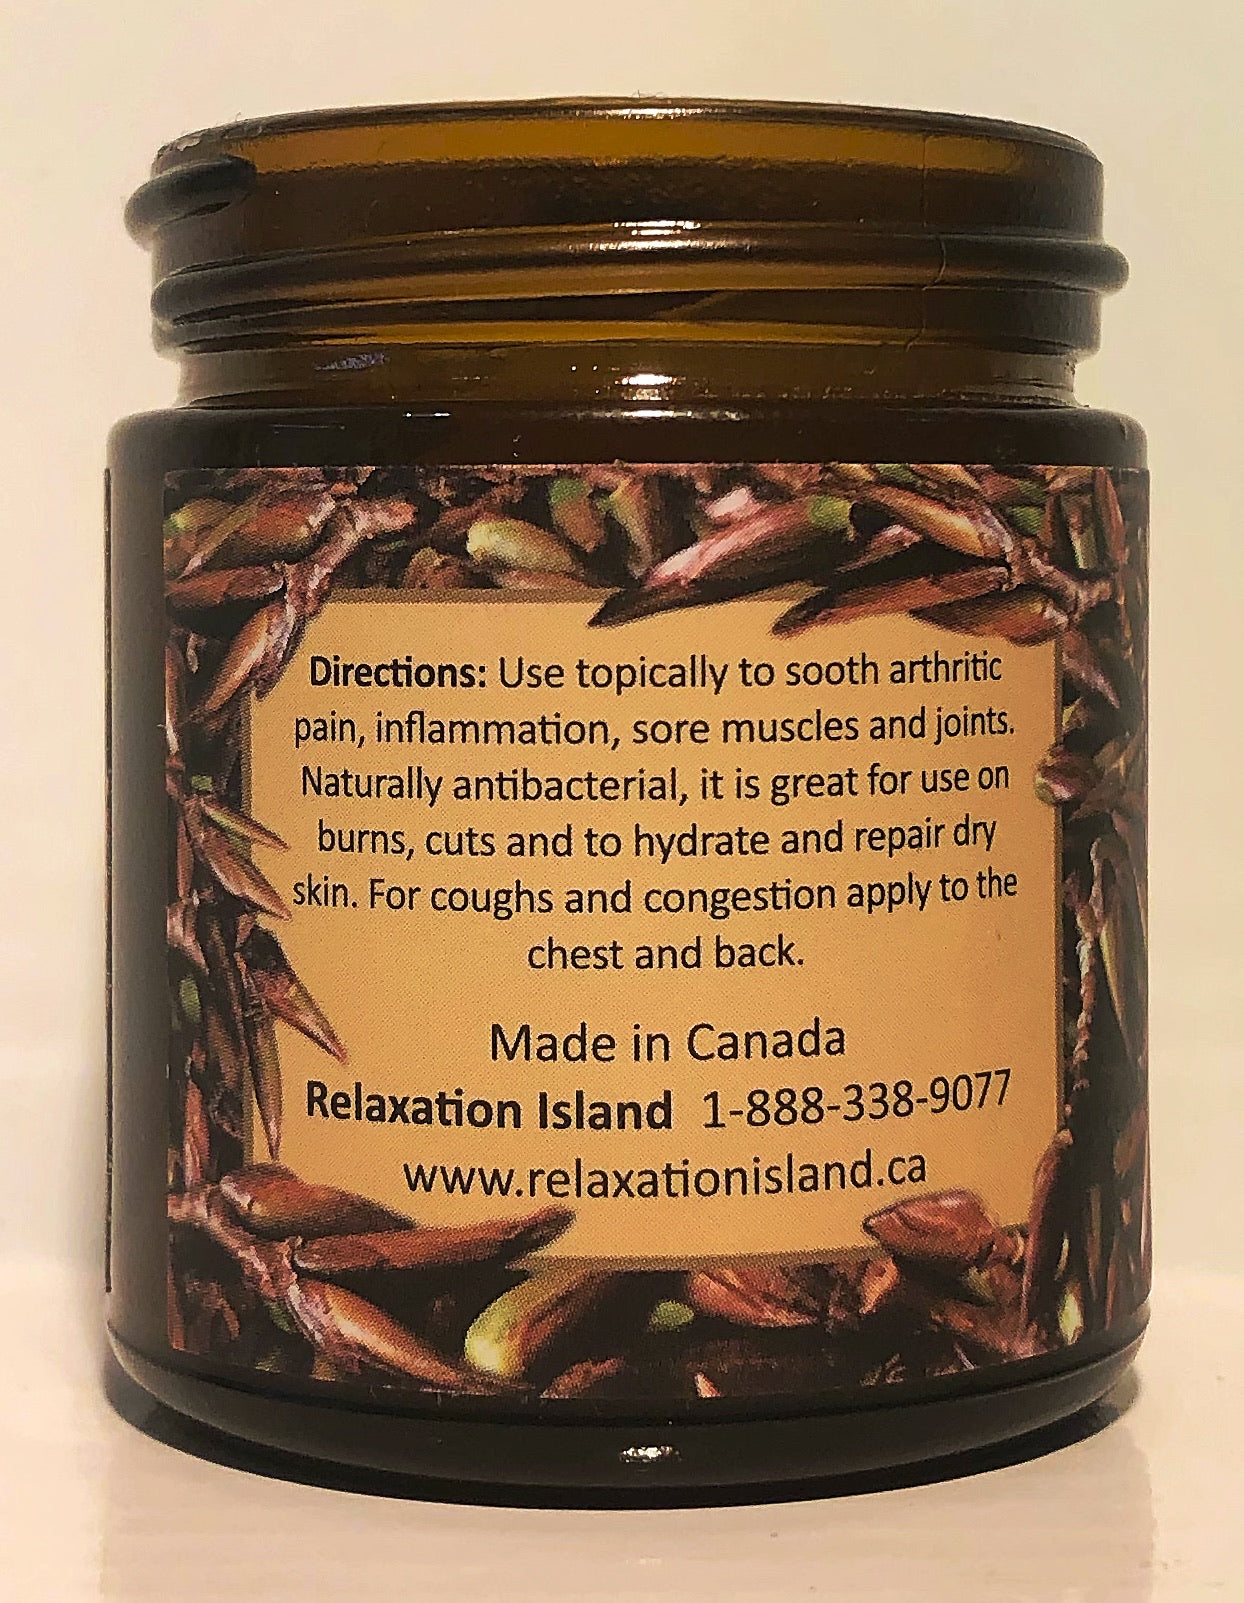 Directions: Use topically to sooth arthritic
pain, inflammation, sore muscles and joints.
Naturally antibacterial, it is great for use on
burns, cuts and to hydrate and repair dry
skin. For coughs and congestion apply to the
chest and back.
Made in Canada
Relaxation Island 1-888-338-9077
www.relaxationisland.ca